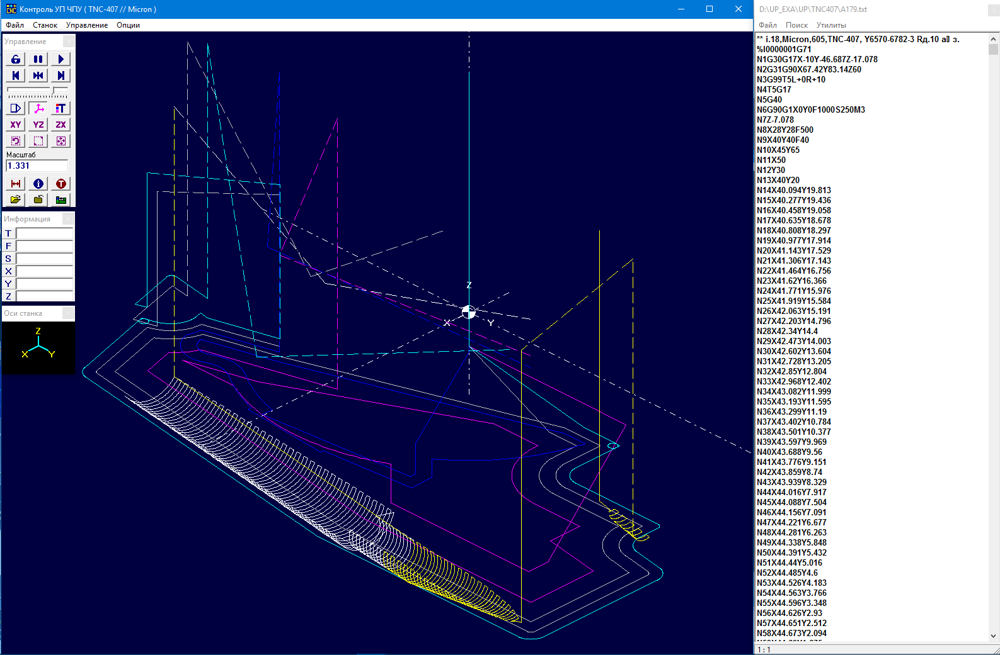 Контроль УП ЧПУ ( TNC-407 // Micron )
Файл Станок Управление Опции
Управление
XY YZ ZX
Масштаб
1.331
Информация
T
F
S
X
Y
Z
Оси станка
Z
X Y
Z
X Y
D:\UP_EXA\UP\TNC407\A179.txt
Файл Поиск Утилиты
** i.18,Micron,605,TNC-407, Y6570-6782-3 Rд.10 з.
%I0000001G71
N1G30G17X-10Y-46.687Z-17.078
N2G31G90X67.42Y83.14Z60
N3G99T5L+0R+10
N4T5G17
N5G40
N6G90G1X0Y0F1000S250M3
N7Z-7.078
N8X28Y28F500
N9X40Y40F40
N10X45Y65
N11X50
N12Y30
N13X40Y20
N14X40.094Y19.813
N15X40.277Y19.436
N16X40.458Y19.058
N17X40.635Y18.678
N18X40.808Y18.297
N19X40.977Y17.914
N20X41.143Y17.529
N21X41.306Y17.143
N22X41.464Y16.756
N23X41.62Y16.366
N24X41.771Y15.976
N25X41.919Y15.584
N26X42.063Y15.191
N27X42.203Y14.796
N28X42.34Y14.4
N29X42.473Y14.003
N30X42.602Y13.604
N31X42.728Y13.205
N32X42.85Y12.804
N33X42.968Y12.402
N34X43.082Y11.999
N35X43.193Y11.595
N36X43.299Y11.19
N37X43.402Y10.784
N38X43.501Y10.377
N39X43.597Y9.969
N40X43.688Y9.56
N41X43.776Y9.151
N42X43.859Y8.74
N43X43.939Y8.329
N44X44.016Y7.917
N45X44.088Y7.504
N46X44.156Y7.091
N47X44.221Y6.677
N48X44.281Y6.263
N49X44.338Y5.848
N50X44.391Y5.432
N51X44.44Y5.016
N52X44.485Y4.6
N53X44.526Y4.183
N54X44.563Y3.766
N55X44.596Y3.348
N56X44.626Y2.93
N57X44.651Y2.512
N58X44.673Y2.094
1 : 1